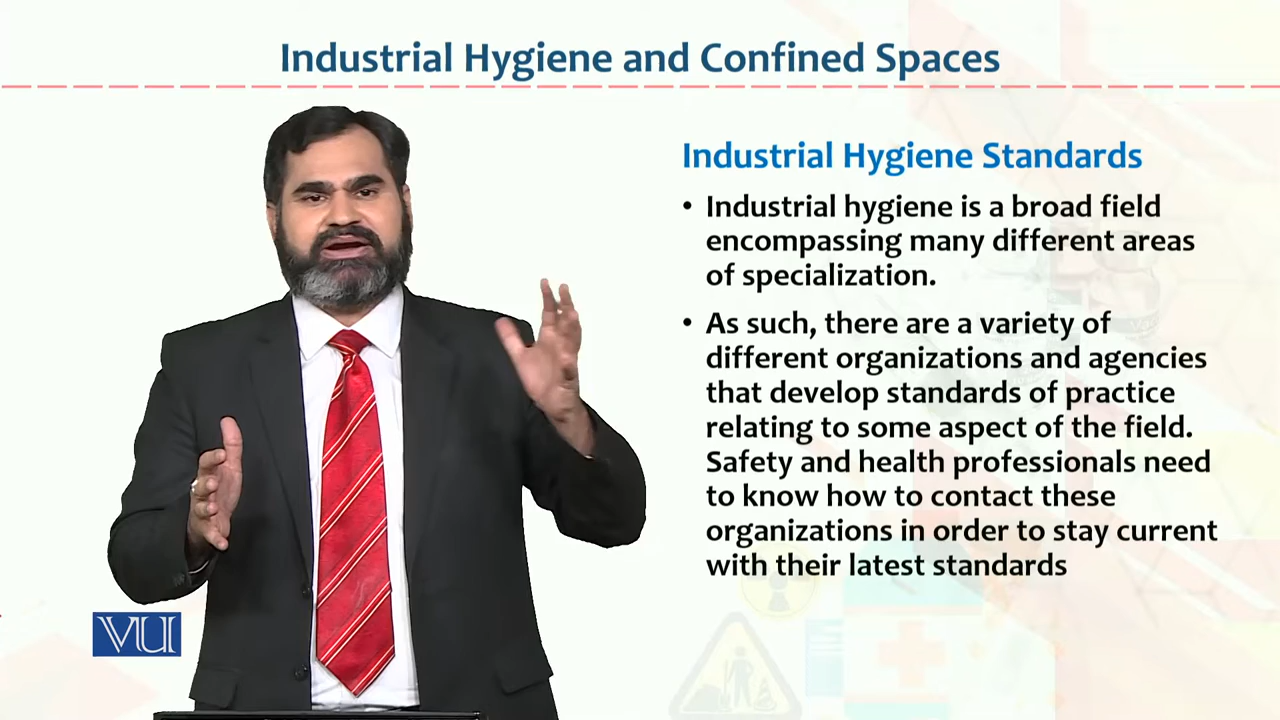 Industrial Hygiene and Confined Spaces
Industrial Hygiene Standards
• Industrial hygiene is a broad field
encompassing many different areas
of specialization.
• As such, there are a variety of
different organizations and agencies
that develop standards of practice
relating to some aspect of the field.
Safety and health professionals need
to know how to contact these
organizations in order to stay current
with their latest standards
VU